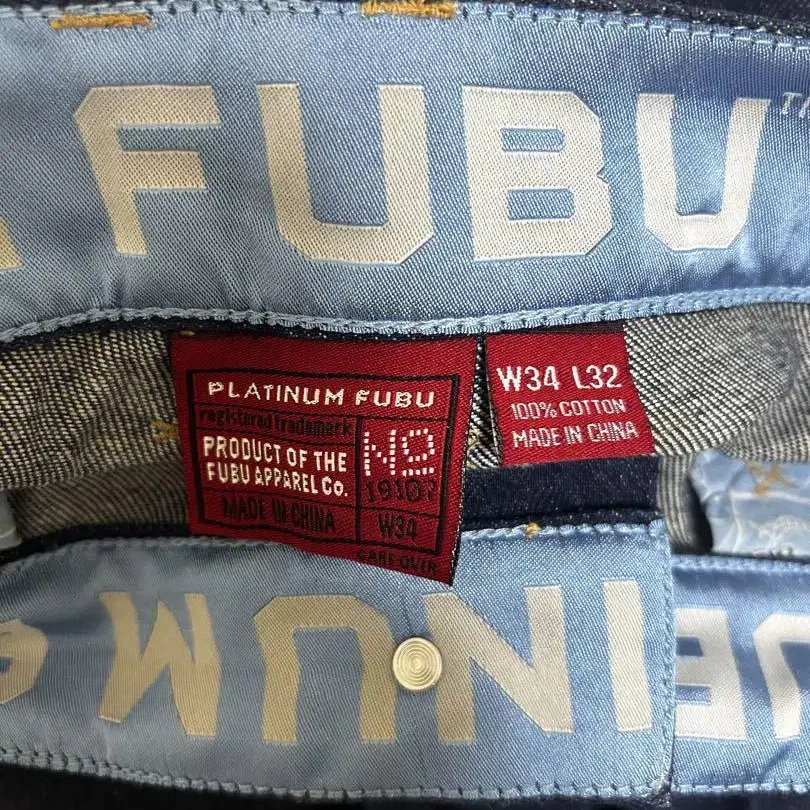 FUBU
PLATINUM FUBU
registered trademark
PRODUCT OF THE
FUBU APPAREL CO.
MADE IN CHINA
NO
W34
CARE OVER
W34 L32
100% COTTON
MADE IN CHINA
INUM